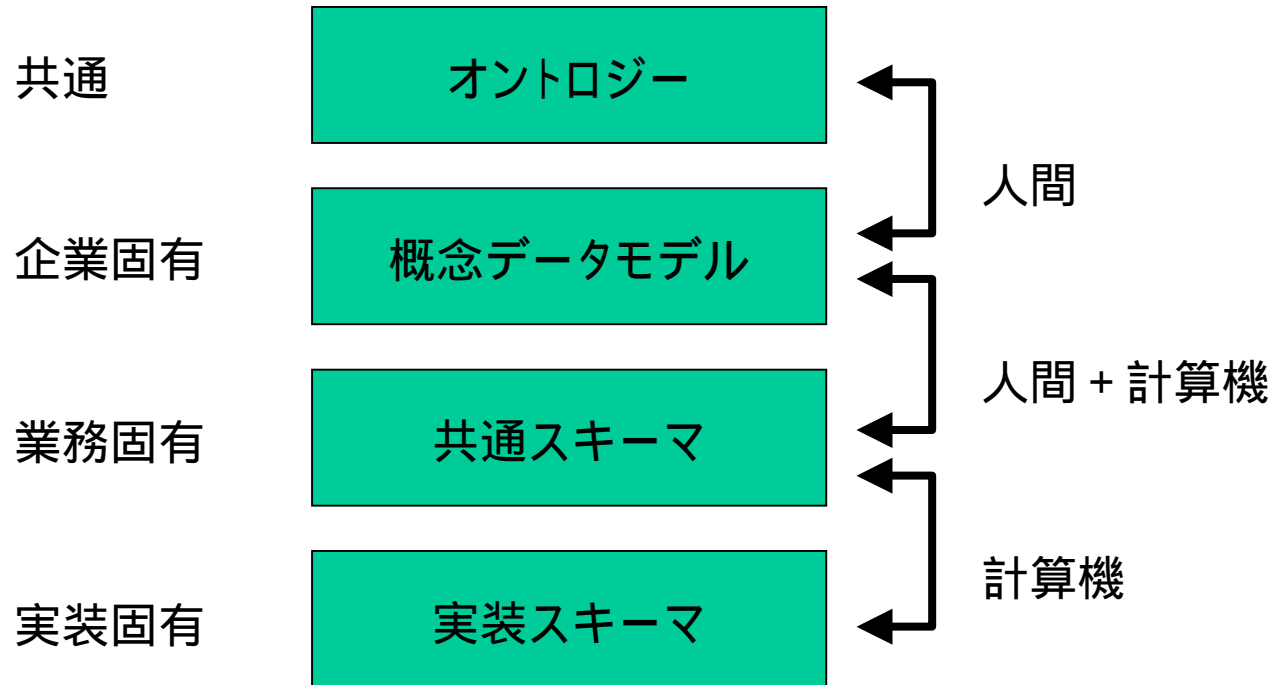 共通
オントロジー
人間
企業固有
概念データモデル
人間 + 計算機
業務固有
共通スキーマ
計算機
実装固有
実装スキーマ